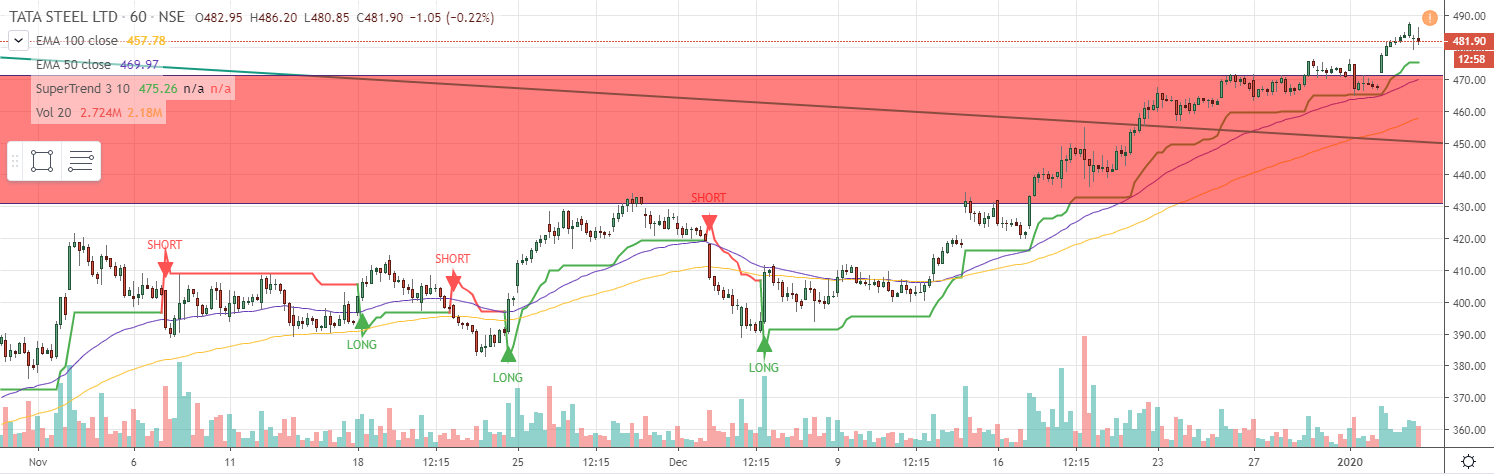 TATA STEEL LTD · 60 · NSE O482.95 H486.20 L480.85 C481.90 −1.05 (−0.22%)
EMA 100 close 457.78
EMA 50 close 469.97
SuperTrend 3 10 475.26 n/a n/a
Vol 20 2.724M 2.18M
490.00
481.90
12:58
470.00
460.00
450.00
440.00
430.00
420.00
410.00
400.00
390.00
380.00
370.00
360.00
SHORT
SHORT
SHORT
LONG
LONG
LONG
Nov 6 11 18 12:15 25 12:15 Dec 12:15 9 12:15 16 12:15 23 27 2020